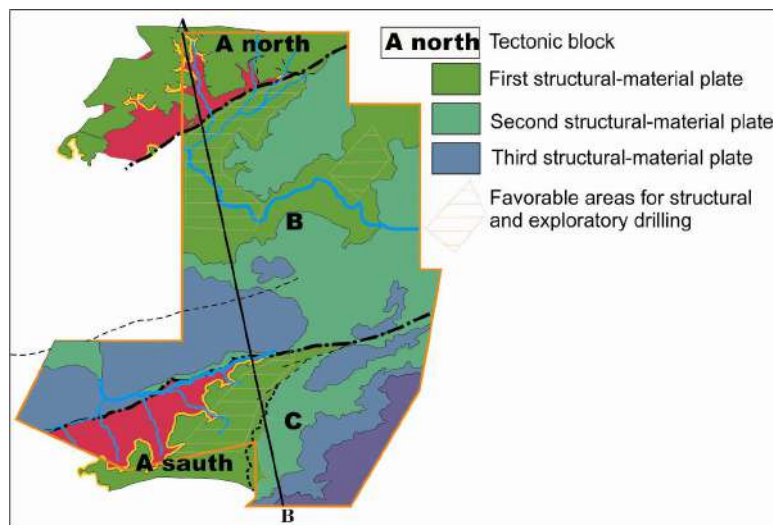 A
A north
B
C
A sauth
B
A north Tectonic block
First structural-material plate
Second structural-material plate
Third structural-material plate
Favorable areas for structural
and exploratory drilling